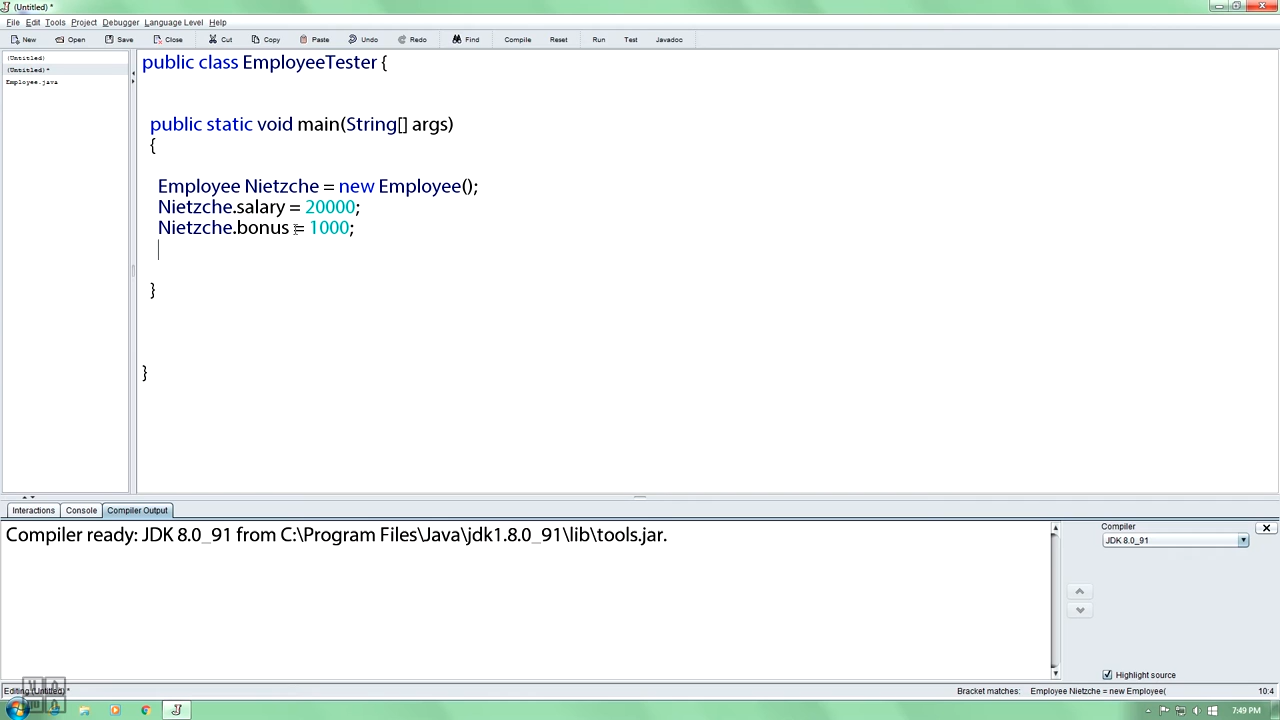 (Untitled) *
File Edit Tools Project Debugger Language Level Help
New Open Save Close Cut Copy Paste Undo Redo Find Compile Reset Run Test Javadoc
(Untitled)
(Untitled)*
Employee.java
public class EmployeeTester {
public static void main(String[] args)
{
Employee Nietzche = new Employee();
Nietzche.salary = 20000;
Nietzche.bonus = 1000;
}
}
Interactions Console Compiler Output
Compiler ready: JDK 8.0_91 from C:\Program Files\Java\jdk1.8.0_91\lib\tools.jar.
Compiler
JDK 8.0_91
Highlight source
Editing (Untitled) * Bracket matches: Employee Nietzche = new Employee( 10:4
7:49 PM